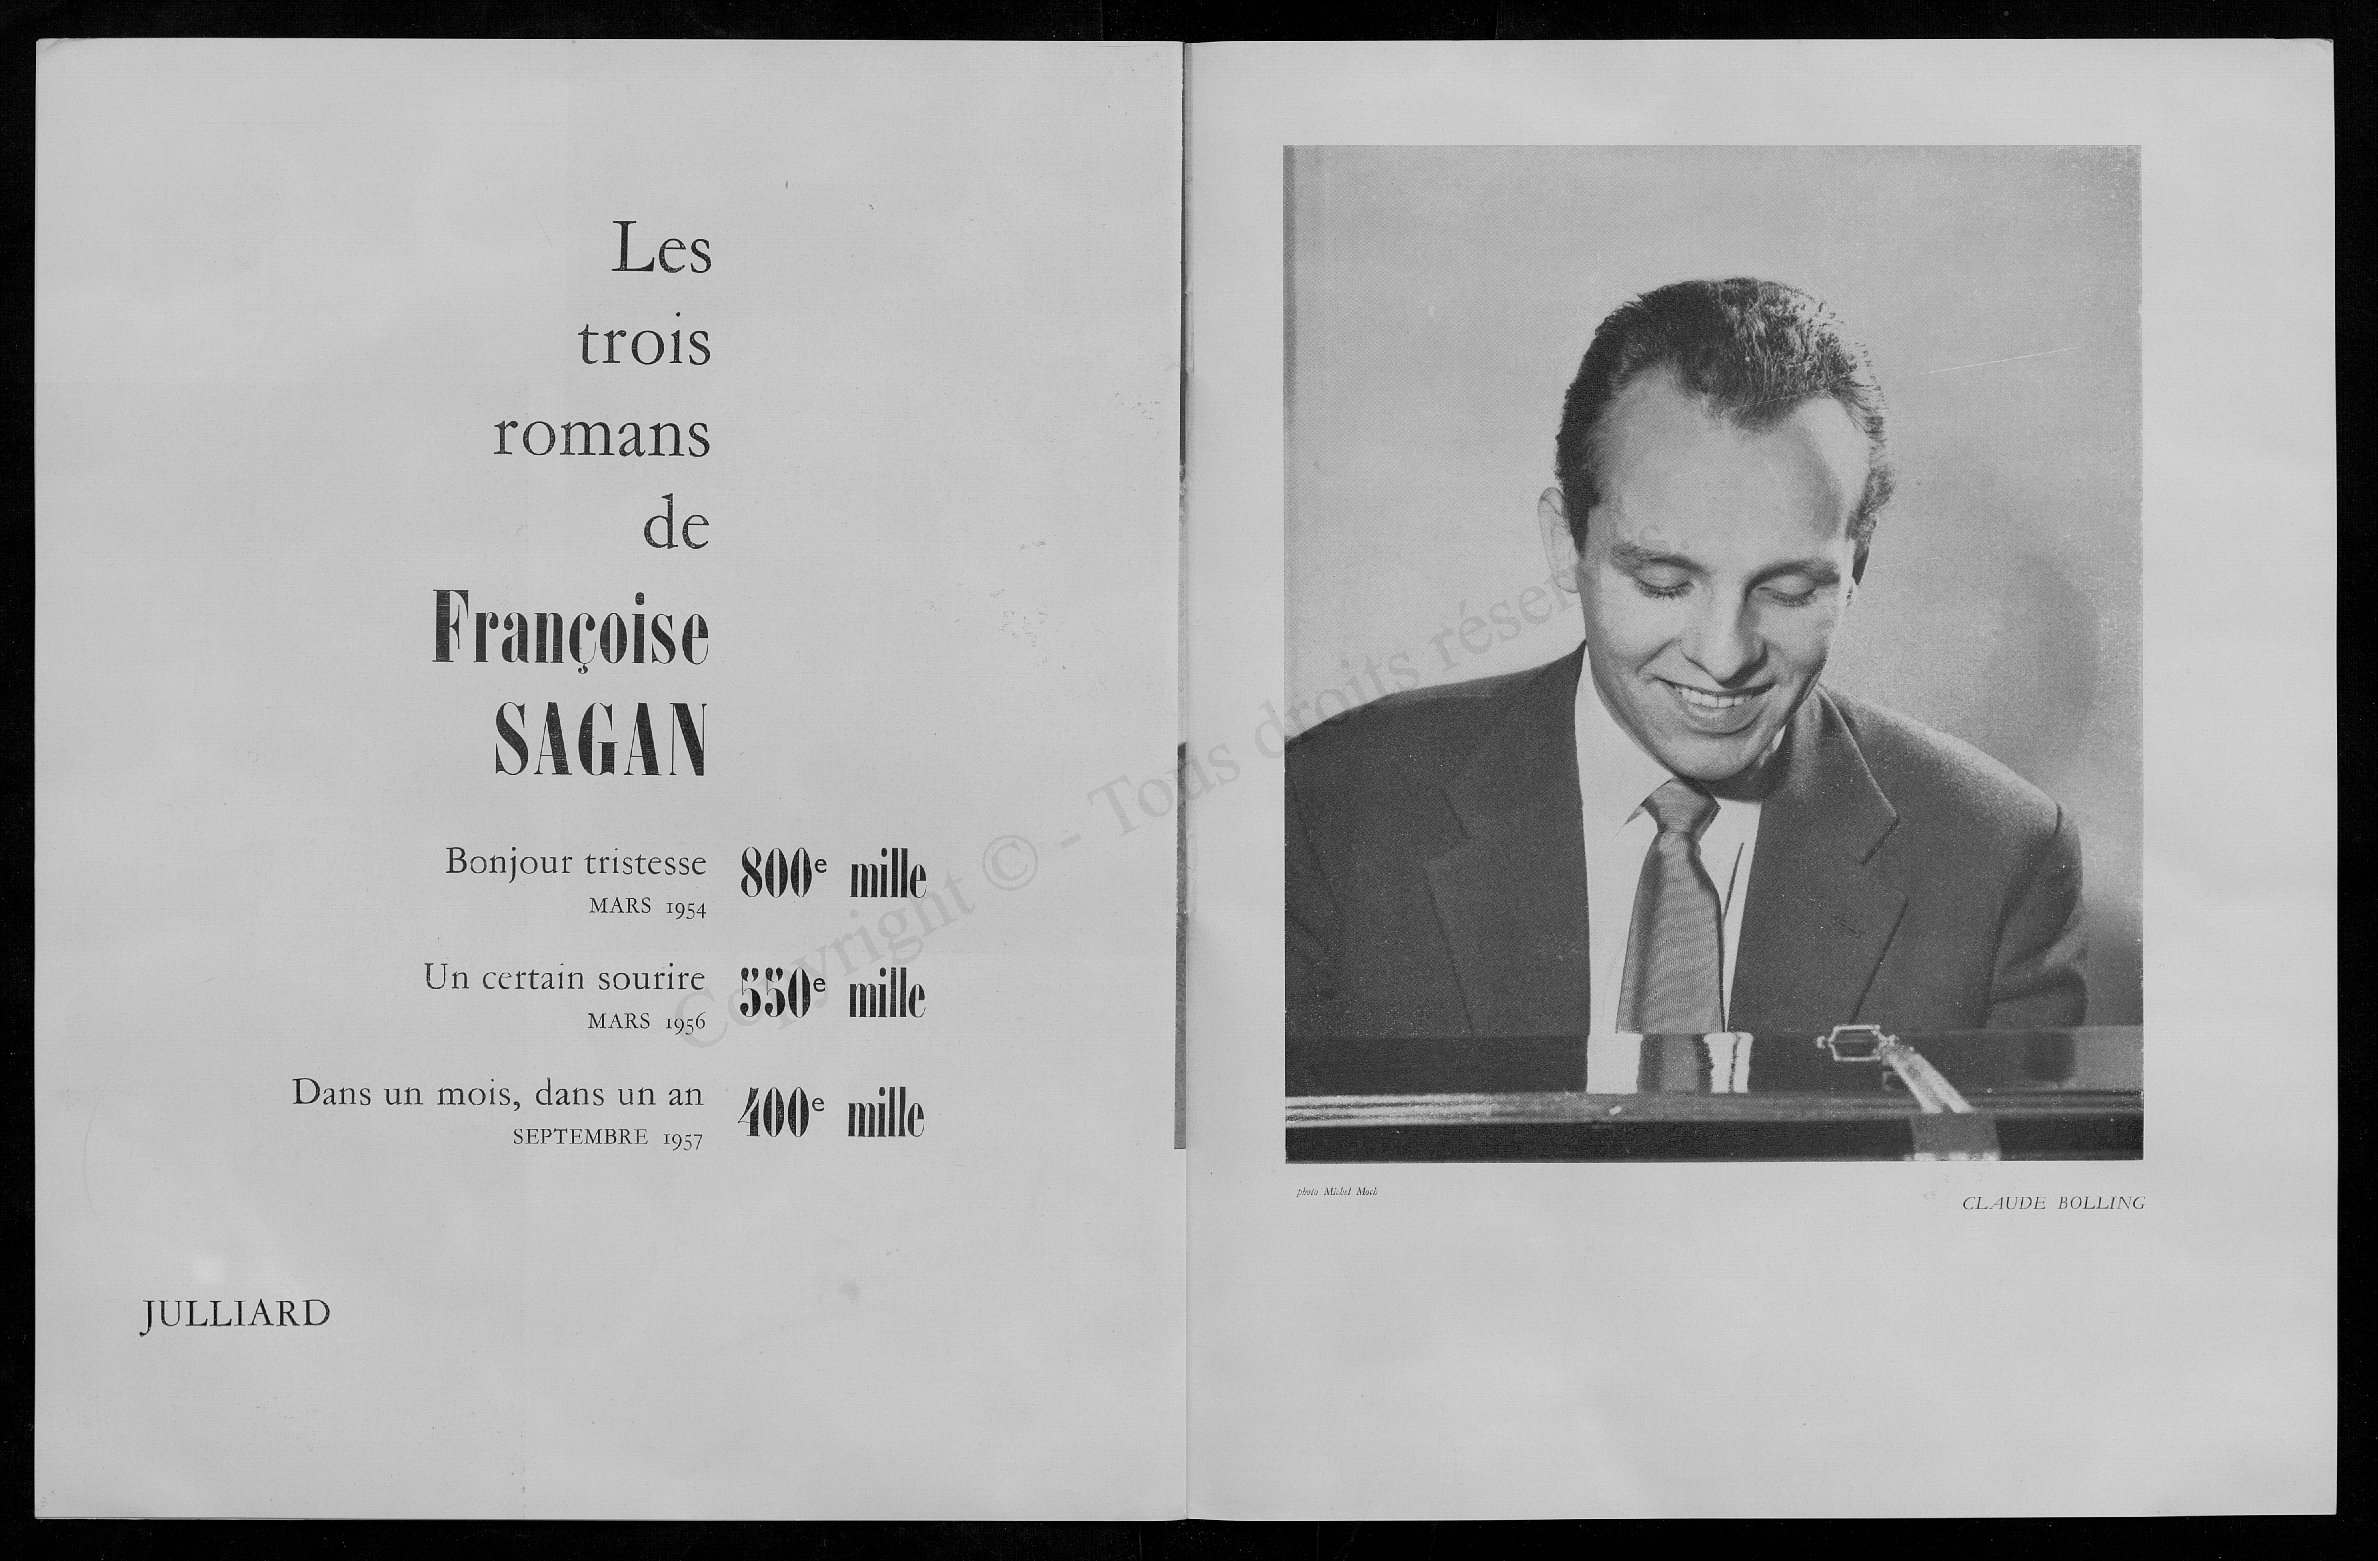 Les
trois
romans
de
Françoise
SAGAN
Bonjour tristesse 800e mille
MARS 1954
Un certain sourire 550e mille
MARS 1956
Dans un mois, dans un an 400e mille
SEPTEMBRE 1957
JULLIARD
photo Michel Moch
CLAUDE BOLLING
Copyright © - Tous droits réservés